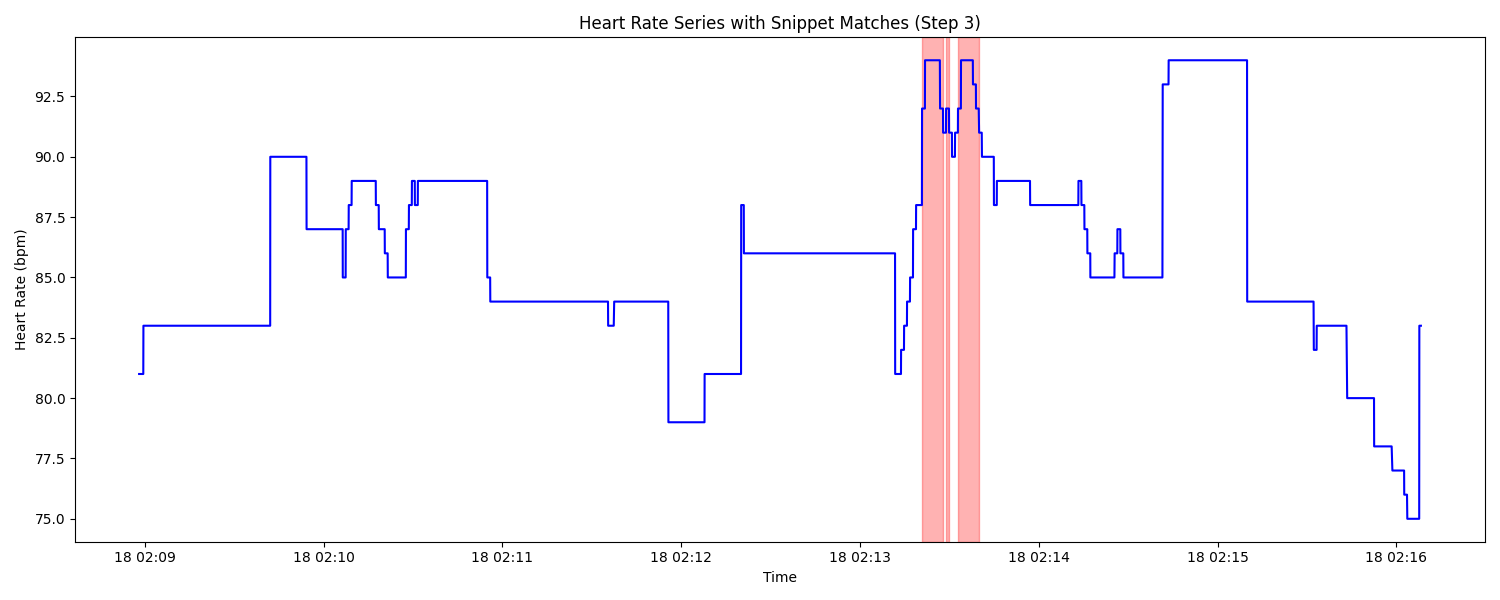 Heart Rate Series with Snippet Matches (Step 3)
Heart Rate (bpm)
92.5
90.0
87.5
85.0
82.5
80.0
77.5
75.0
18 02:09 18 02:10 18 02:11 18 02:12 18 02:13 18 02:14 18 02:15 18 02:16
Time